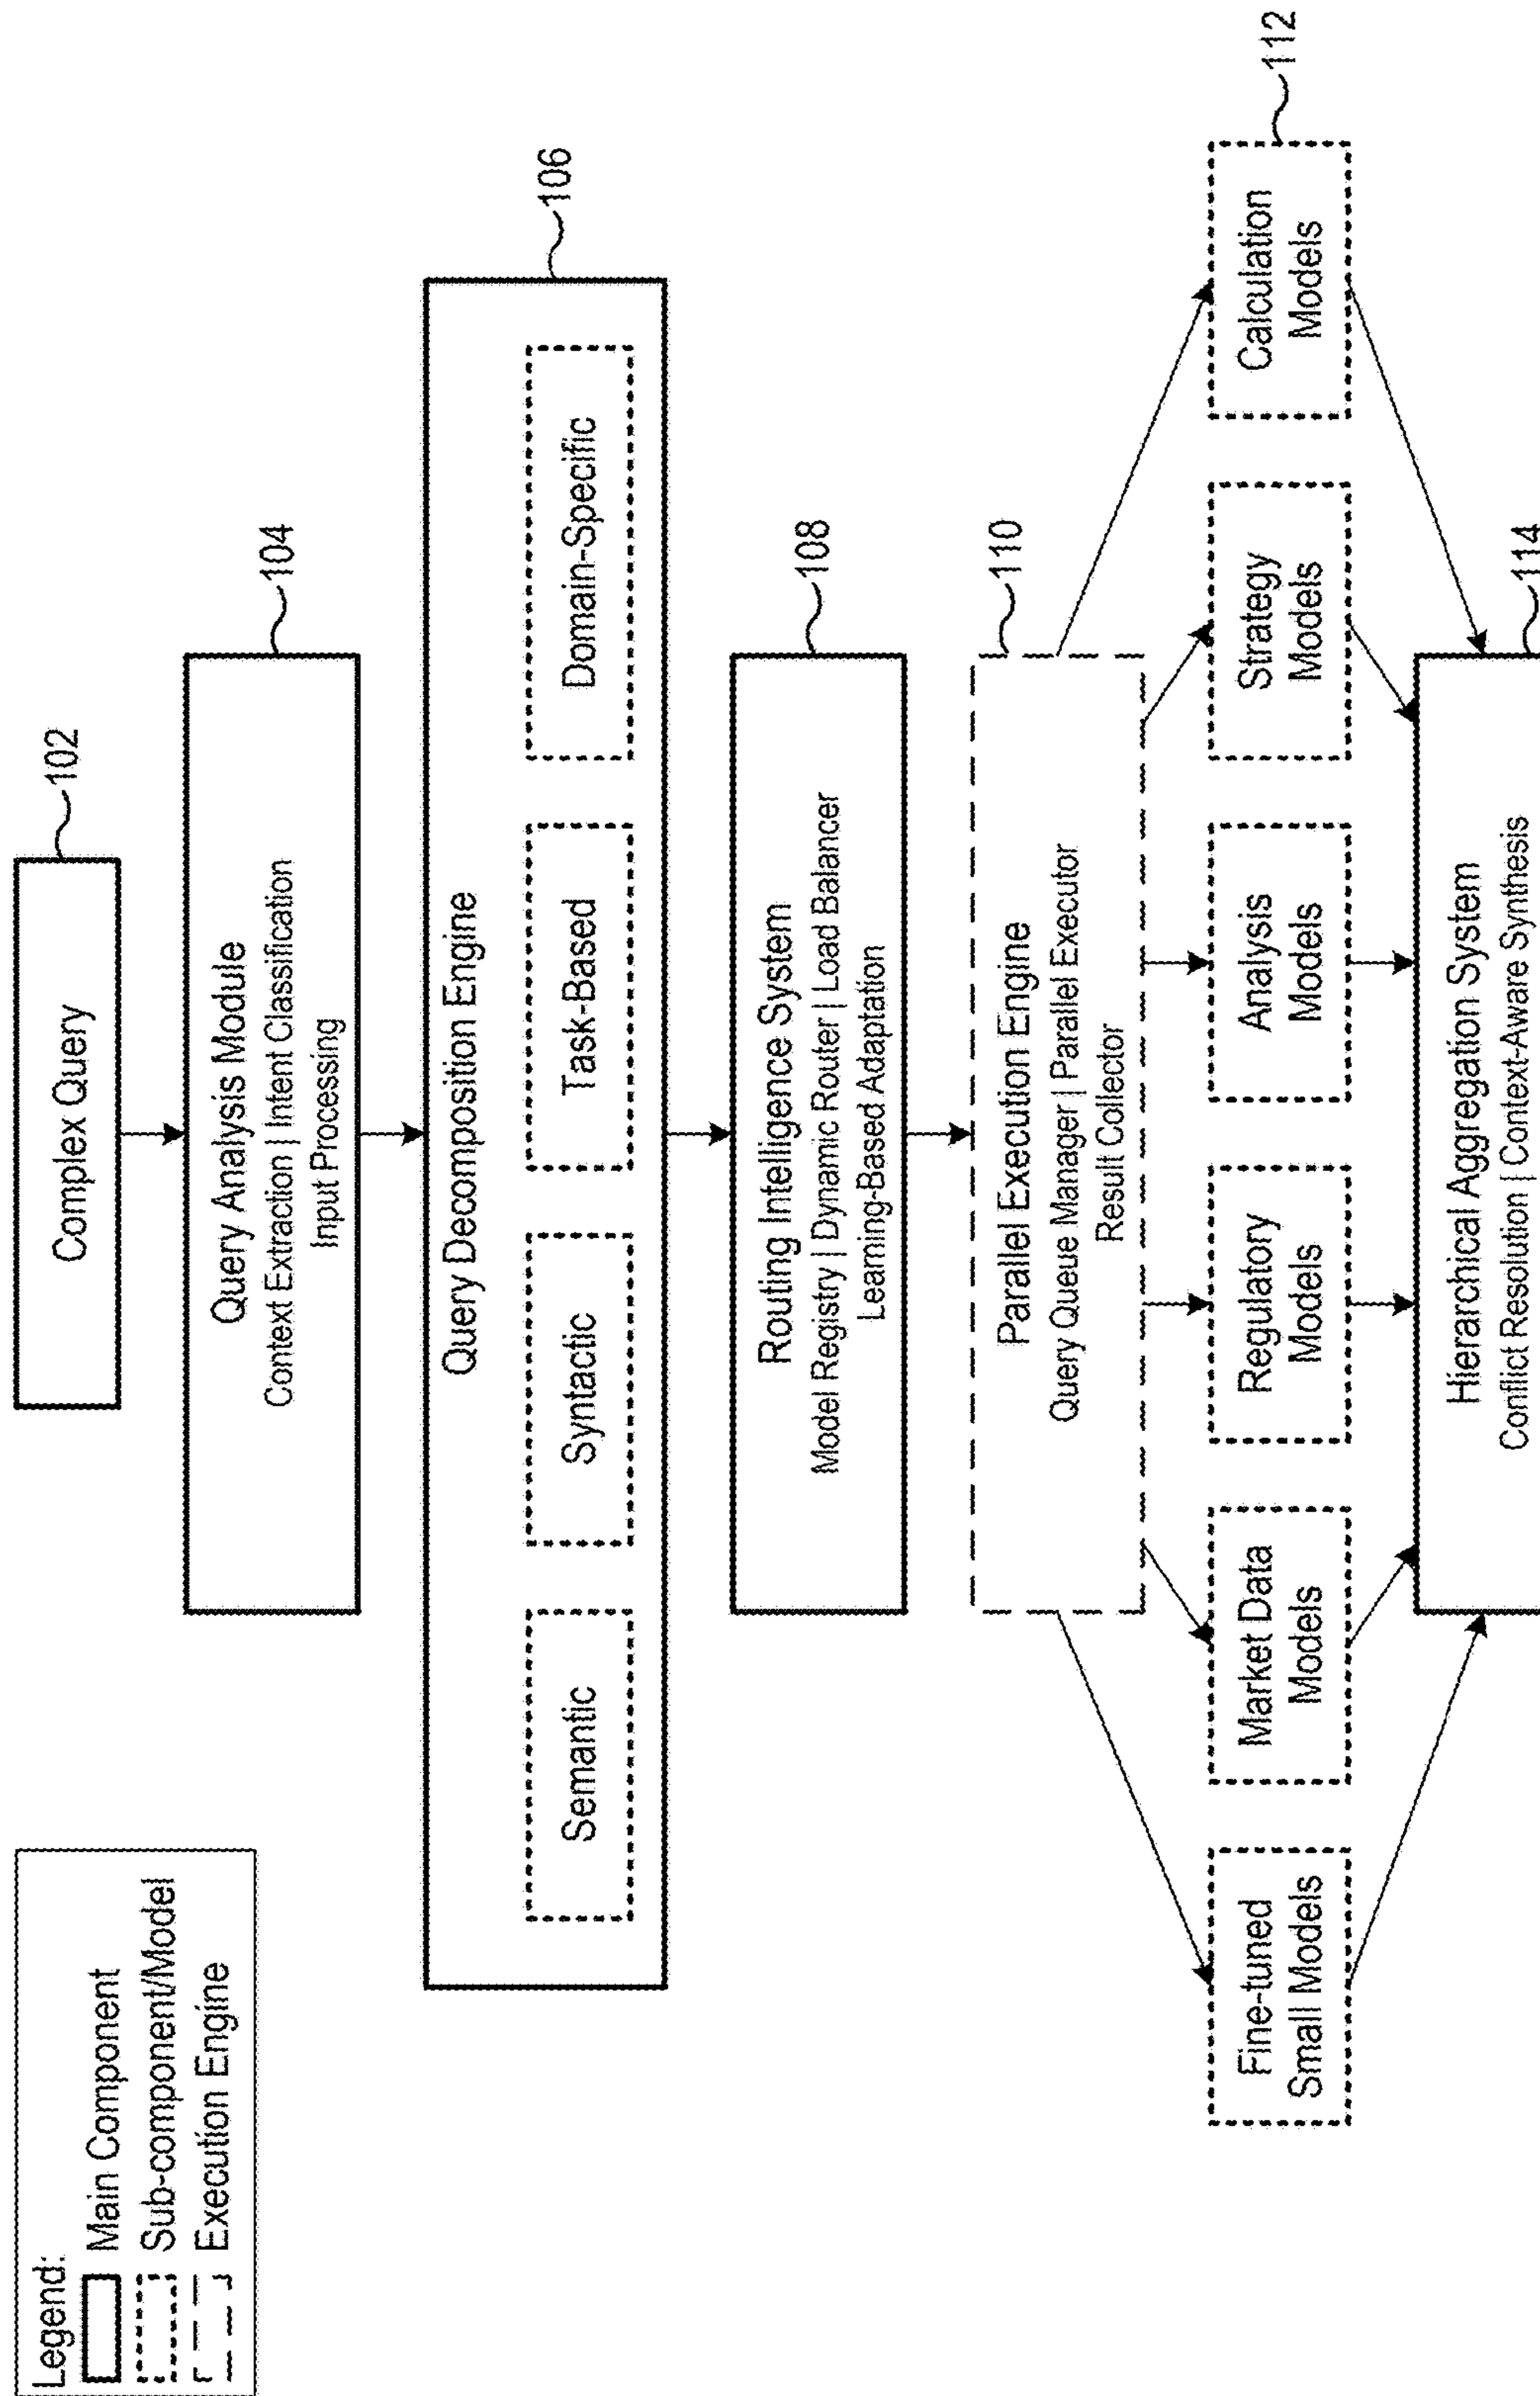 Legend:
Main Component
Sub-component/Model
Execution Engine
Complex Query
102
Query Analysis Module
Context Extraction | Intent Classification
Input Processing
104
Query Decomposition Engine
106
Semantic
Syntactic
Task-Based
Domain-Specific
Routing Intelligence System
Model Registry | Dynamic Router | Load Balancer
Learning-Based Adaptation
108
Parallel Execution Engine
Query Queue Manager | Parallel Executor
Result Collector
110
Fine-tuned
Small Models
Market Data
Models
Regulatory
Models
Analysis
Models
Strategy
Models
Calculation
Models
112
Hierarchical Aggregation System
Conflict Resolution | Context-Aware Synthesis
114